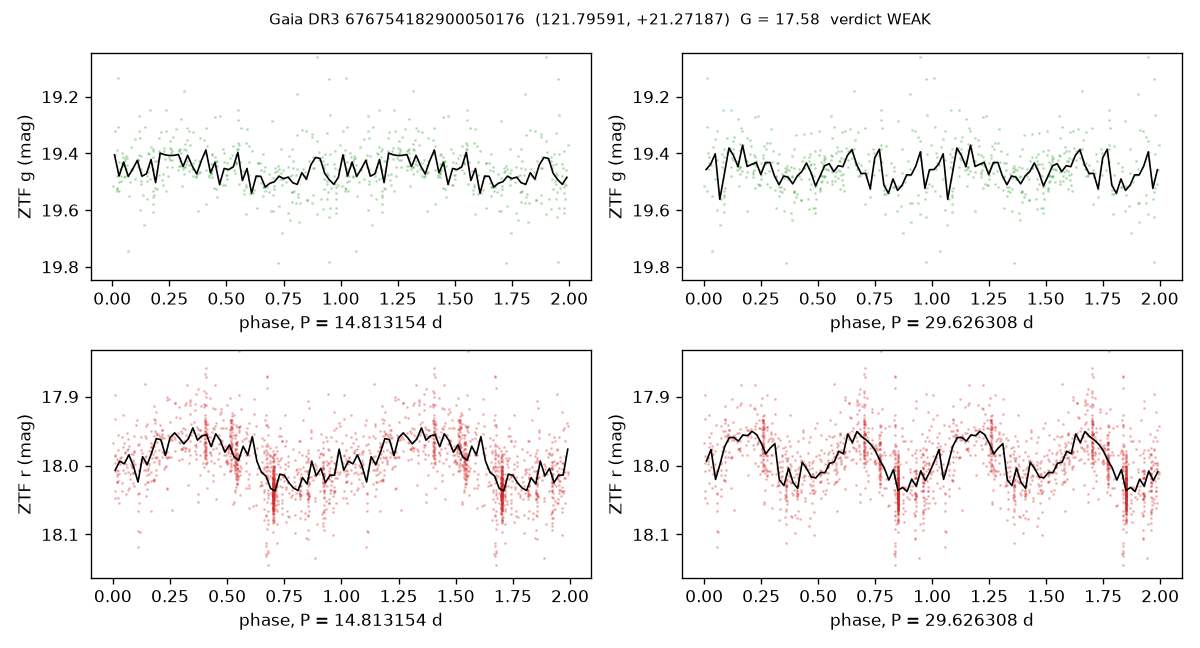 Gaia DR3 676754182900050176  (121.79591, +21.27187)  G = 17.58  verdict WEAK
ZTF g (mag)
19.2
19.4
19.6
19.8
0.00 0.25 0.50 0.75 1.00 1.25 1.50 1.75 2.00
phase, P = 14.813154 d
ZTF g (mag)
19.2
19.4
19.6
19.8
0.00 0.25 0.50 0.75 1.00 1.25 1.50 1.75 2.00
phase, P = 29.626308 d
ZTF r (mag)
17.9
18.0
18.1
0.00 0.25 0.50 0.75 1.00 1.25 1.50 1.75 2.00
phase, P = 14.813154 d
ZTF r (mag)
17.9
18.0
18.1
0.00 0.25 0.50 0.75 1.00 1.25 1.50 1.75 2.00
phase, P = 29.626308 d